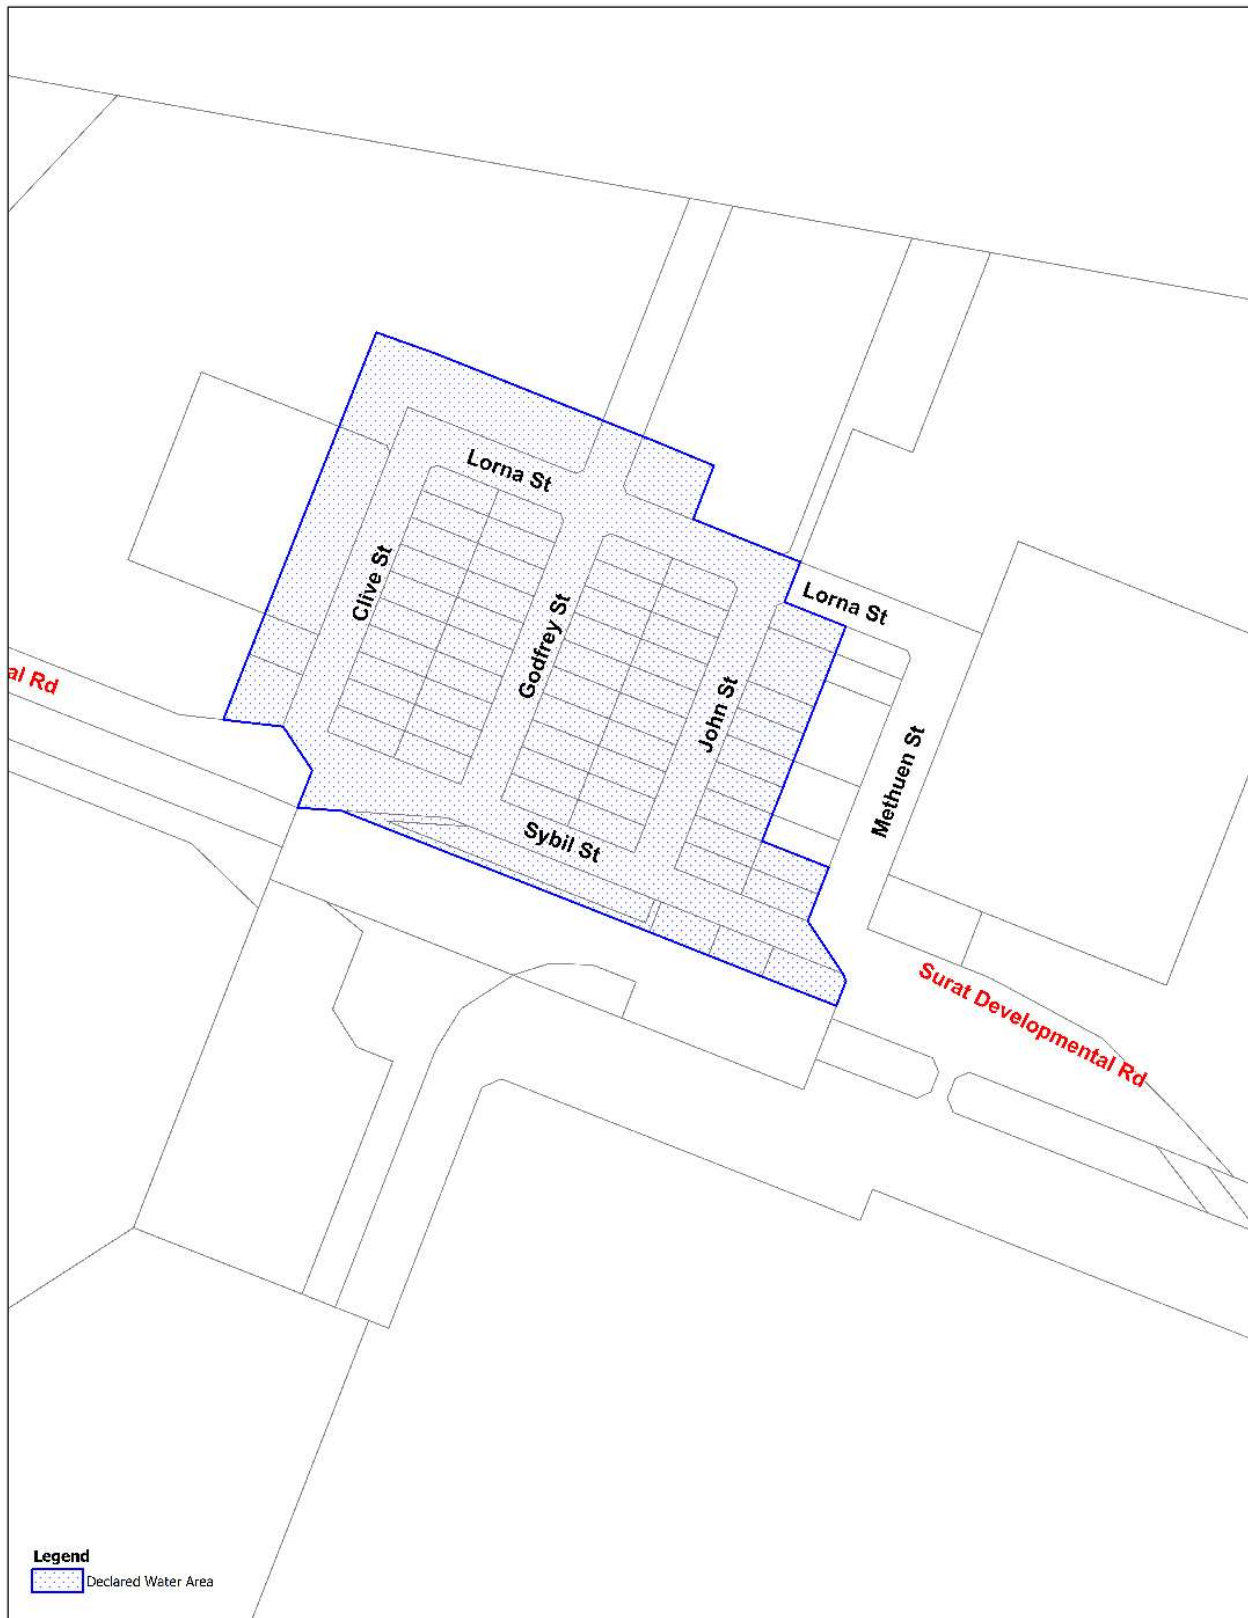 Lorna St
Clive St
Godfrey St
Lorna St
John St
al Rd
Methuen St
Sybil St
Surat Developmental Rd
Legend
Declared Water Area